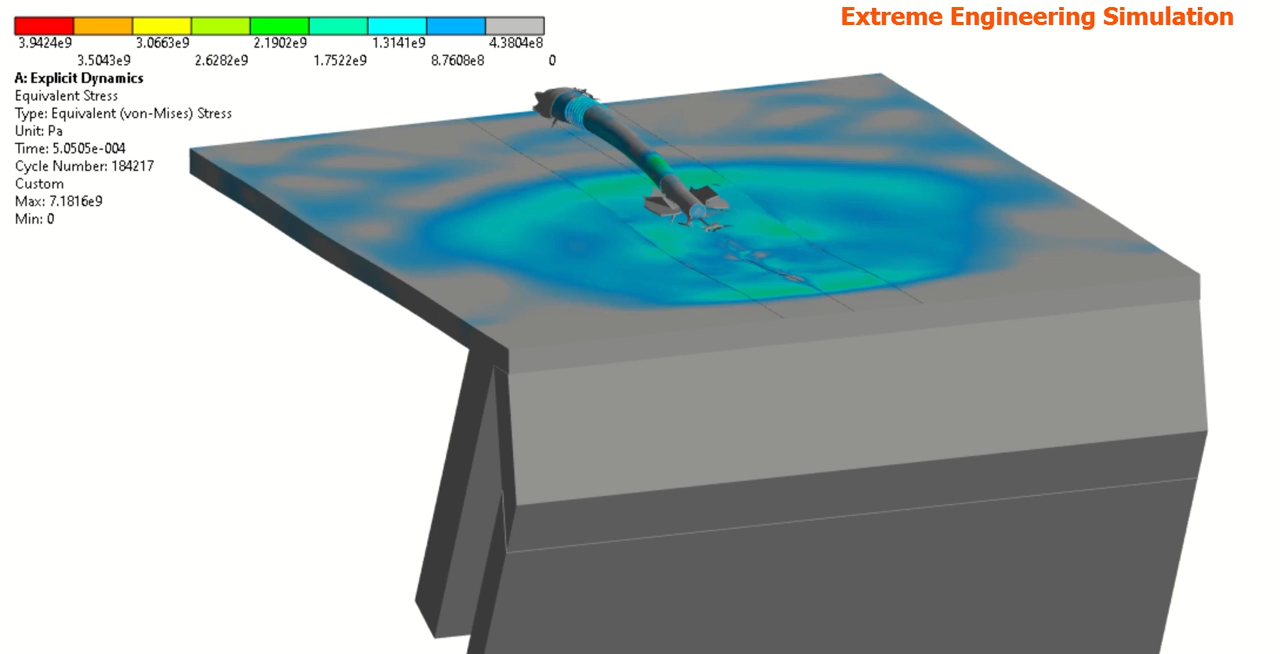 Extreme Engineering Simulation
3.9424e9 3.0663e9 2.1902e9 1.3141e9 4.3804e8
3.5043e9 2.6282e9 1.7522e9 8.7608e8 0
A: Explicit Dynamics
Equivalent Stress
Type: Equivalent (von-Mises) Stress
Unit: Pa
Time: 5.0505e-004
Cycle Number: 184217
Custom
Max: 7.1816e9
Min: 0